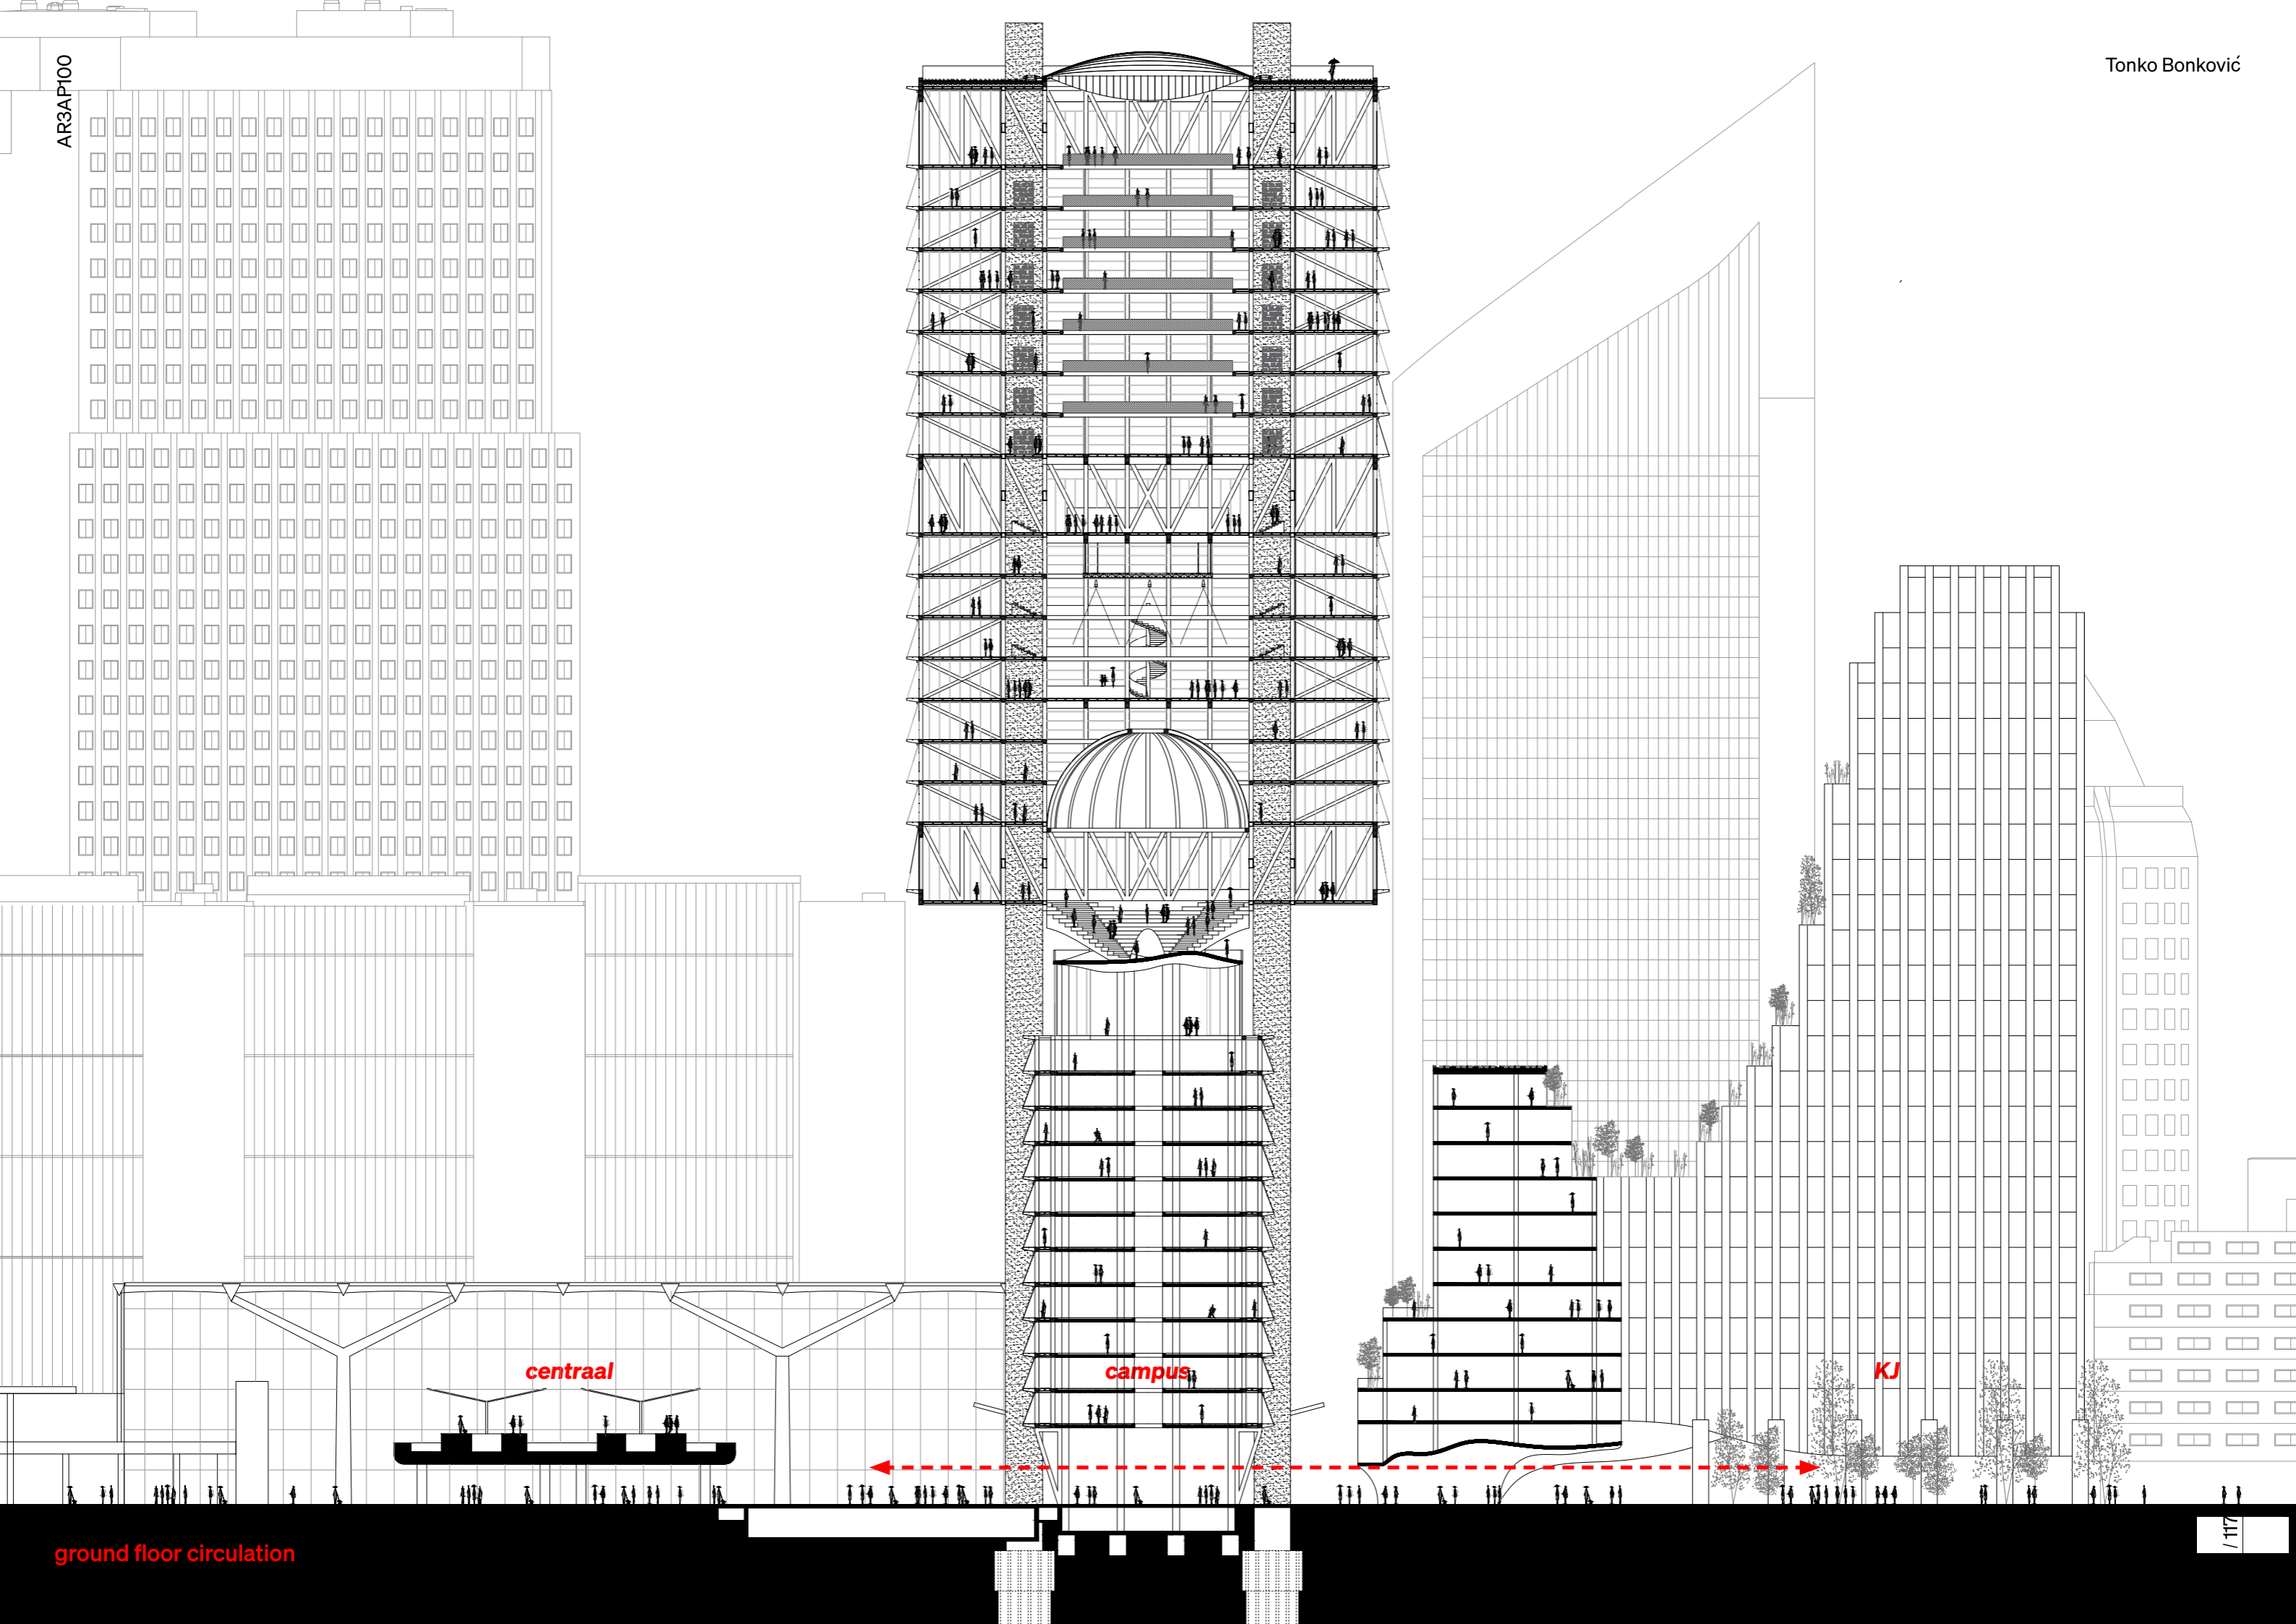 AR3AP100
Tonko Bonković
centraal
campus
KJ
ground floor circulation
/ 117